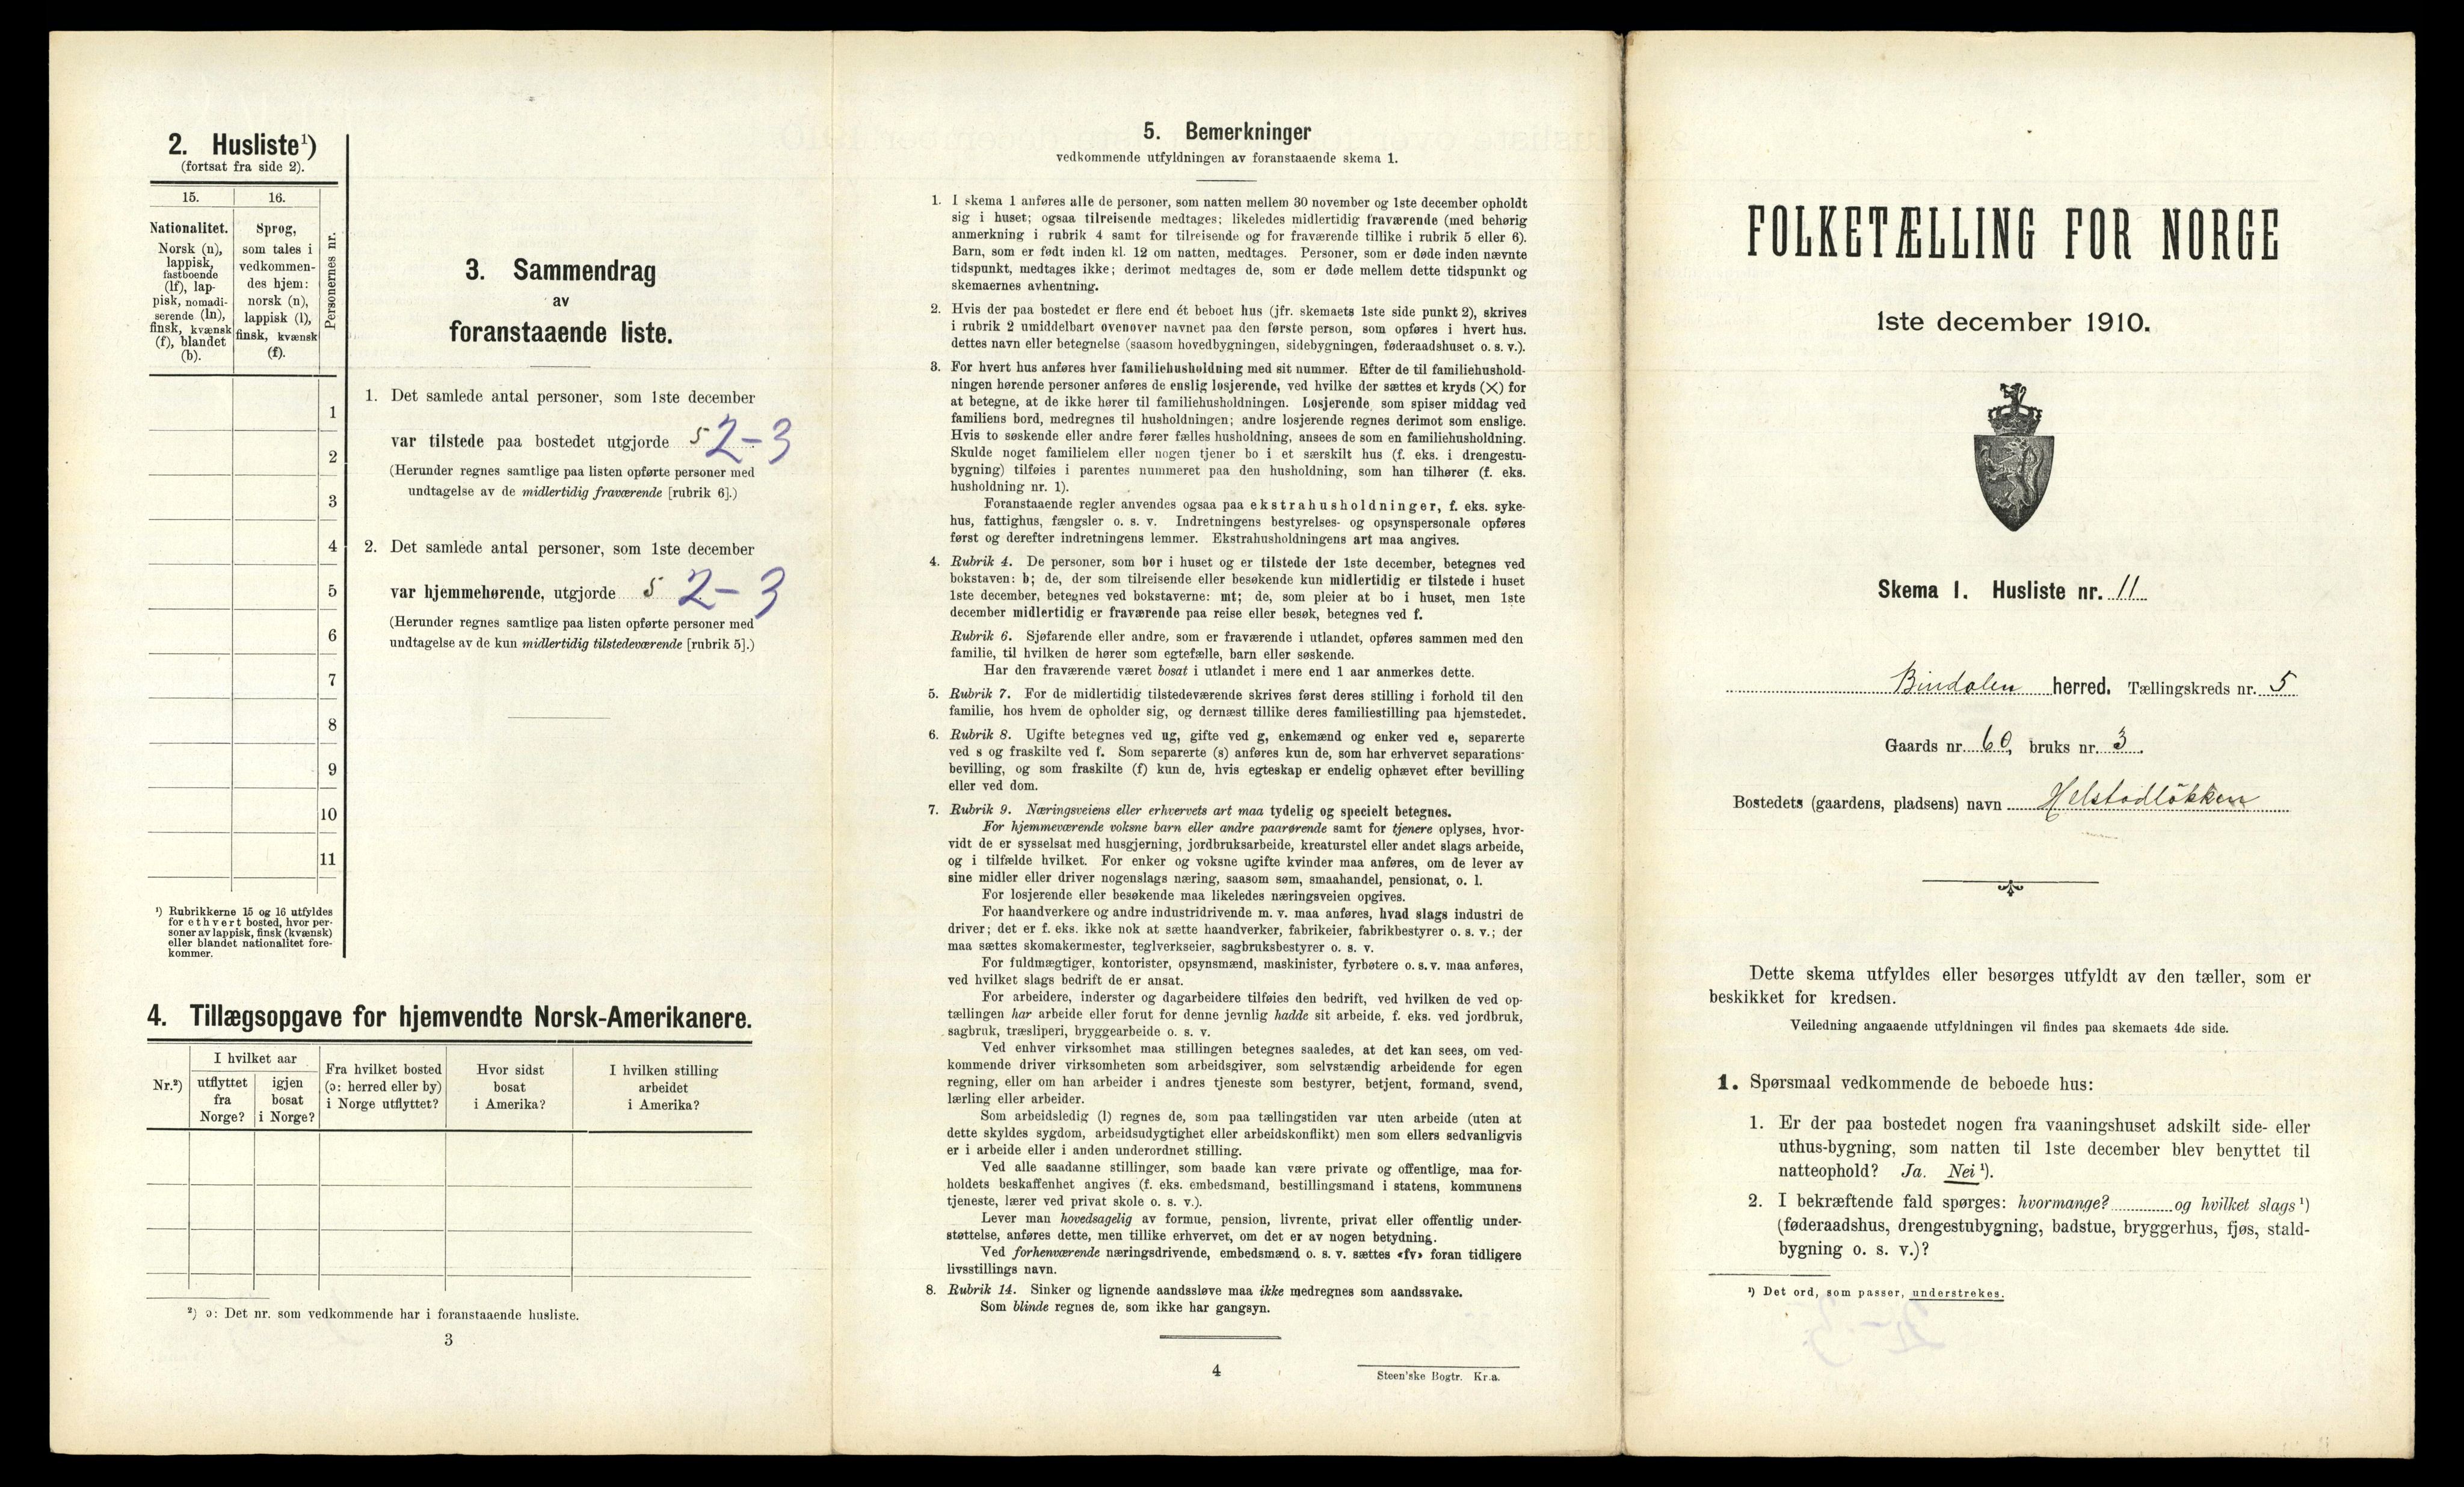 2. Husliste¹)
(fortsat fra side 2).
15. 16.
Nationalitet.
Norsk (n),
lappisk,
fastboende
(lf), lap-
pisk, nomadi-
serende (ln),
finsk, kvænsk
(f), blandet
(b).
Sprog,
som tales i
vedkommen-
des hjem:
norsk (n),
lappisk (l),
finsk, kvænsk
(f).
Personernes nr.
1
2
3
4
5
6
7
8
9
10
11
¹) Rubrikkerne 15 og 16 utfyldes
for ethvert bosted, hvor per-
soner av lappisk, finsk (kvænsk)
eller blandet nationalitet fore-
kommer.
3. Sammendrag
av
foranstaaende liste.
1. Det samlede antal personer, som 1ste december
var tilstede paa bostedet utgjorde 5 2-3
(Herunder regnes samtlige paa listen opførte personer med
undtagelse av de midlertidig fraværende [rubrik 6].)
2. Det samlede antal personer, som 1ste december
var hjemmehørende, utgjorde 5 2-3
(Herunder regnes samtlige paa listen opførte personer med
undtagelse av de kun midlertidig tilstedeværende [rubrik 5].)
4. Tillægsopgave for hjemvendte Norsk-Amerikanere.
Nr.²)
I hvilket aar
utflyttet
fra
Norge?
igjen
bosat
i Norge?
Fra hvilket bosted
(ɔ: herred eller by)
i Norge utflyttet?
Hvor sidst
bosat
i Amerika?
I hvilken stilling
arbeidet
i Amerika?
²) ɔ: Det nr. som vedkommende har i foranstaaende husliste.
3
5. Bemerkninger
vedkommende utfyldningen av foranstaaende skema 1.
1. I skema 1 anføres alle de personer, som natten mellem 30 november og 1ste december opholdt
sig i huset; ogsaa tilreisende medtages; likeledes midlertidig fraværende (med behørig
anmerkning i rubrik 4 samt for tilreisende og for fraværende tillike i rubrik 5 eller 6).
Barn, som er født inden kl. 12 om natten, medtages. Personer, som er døde inden nævnte
tidspunkt, medtages ikke; derimot medtages de, som er døde mellem dette tidspunkt og
skemaernes avhentning.
2. Hvis der paa bostedet er flere end ét beboet hus (jfr. skemaets 1ste side punkt 2), skrives
i rubrik 2 umiddelbart ovenover navnet paa den første person, som opføres i hvert hus.
dettes navn eller betegnelse (saasom hovedbygningen, sidebygningen, føderaadshuset o. s. v.).
3. For hvert hus anføres hver familiehusholdning med sit nummer. Efter de til familiehushold-
ningen hørende personer anføres de enslig losjerende, ved hvilke der sættes et kryds (×) for
at betegne, at de ikke hører til familiehusholdningen. Losjerende som spiser middag ved
familiens bord, medregnes til husholdningen; andre losjerende regnes derimot som enslige.
Hvis to søskende eller andre fører fælles husholdning, ansees de som en familiehusholdning.
Skulde noget familielem eller nogen tjener bo i et særskilt hus (f. eks. i drengestu-
bygning) tilføies i parentes nummeret paa den husholdning, som han tilhører (f. eks.
husholdning nr. 1).
Foranstaaende regler anvendes ogsaa paa ekstrahusholdninger, f. eks. syke-
hus, fattighus, fængsler o. s. v. Indretningens bestyrelses- og opsynspersonale opføres
først og derefter indretningens lemmer. Ekstrahusholdningens art maa angives.
4. Rubrik 4. De personer, som bor i huset og er tilstede der 1ste december, betegnes ved
bokstaven: b; de, der som tilreisende eller besøkende kun midlertidig er tilstede i huset
1ste december, betegnes ved bokstaverne: mt; de, som pleier at bo i huset, men 1ste
december midlertidig er fraværende paa reise eller besøk, betegnes ved f.
Rubrik 6. Sjøfarende eller andre, som er fraværende i utlandet, opføres sammen med den
familie, til hvilken de hører som egtefælle, barn eller søskende.
Har den fraværende været bosat i utlandet i mere end 1 aar anmerkes dette.
5. Rubrik 7. For de midlertidig tilstedeværende skrives først deres stilling i forhold til den
familie, hos hvem de opholder sig, og dernæst tillike deres familiestilling paa hjemstedet.
6. Rubrik 8. Ugifte betegnes ved ug, gifte ved g, enkemænd og enker ved e, separerte
ved s og fraskilte ved f. Som separerte (s) anføres kun de, som har erhvervet separations-
bevilling, og som fraskilte (f) kun de, hvis egteskap er endelig ophævet efter bevilling
eller ved dom.
7. Rubrik 9. Næringsveiens eller erhvervets art maa tydelig og specielt betegnes.
For hjemmeværende voksne barn eller andre paarørende samt for tjenere oplyses, hvor-
vidt de er sysselsat med husgjerning, jordbruksarbeide, kreaturstel eller andet slags arbeide,
og i tilfælde hvilket. For enker og voksne ugifte kvinder maa anføres, om de lever av
sine midler eller driver nogenslags næring, saasom søm, smaahandel, pensionat, o. l.
For losjerende eller besøkende maa likeledes næringsveien opgives.
For haandverkere og andre industridrivende m. v. maa anføres, hvad slags industri de
driver; det er f. eks. ikke nok at sætte haandverker, fabrikeier, fabrikbestyrer o. s. v.; der
maa sættes skomakermester, teglverkseier, sagbruksbestyrer o. s. v.
For fuldmægtiger, kontorister, opsynsmænd, maskinister, fyrbøtere o. s. v. maa anføres,
ved hvilket slags bedrift de er ansat.
For arbeidere, inderster og dagarbeidere tilføies den bedrift, ved hvilken de ved op-
tællingen har arbeide eller forut for denne jevnlig hadde sit arbeide, f. eks. ved jordbruk,
sagbruk, træsliperi, bryggearbeide o. s. v.
Ved enhver virksomhet maa stillingen betegnes saaledes, at det kan sees, om ved-
kommende driver virksomheten som arbeidsgiver, som selvstændig arbeidende for egen
regning, eller om han arbeider i andres tjeneste som bestyrer, betjent, formand, svend,
lærling eller arbeider.
Som arbeidsledig (l) regnes de, som paa tællingstiden var uten arbeide (uten at
dette skyldes sygdom, arbeidsudygtighet eller arbeidskonflikt) men som ellers sedvanligvis
er i arbeide eller i anden underordnet stilling.
Ved alle saadanne stillinger, som baade kan være private og offentlige, maa for-
holdets beskaffenhet angives (f. eks. embedsmand, bestillingsmand i statens, kommunens
tjeneste, lærer ved privat skole o. s. v.).
Lever man hovedsagelig av formue, pension, livrente, privat eller offentlig under-
støttelse, anføres dette, men tillike erhvervet, om det er av nogen betydning.
Ved forhenværende næringsdrivende, embedsmænd o. s. v. sættes «fv» foran tidligere
livsstillings navn.
8. Rubrik 14. Sinker og lignende aandssløve maa ikke medregnes som aandssvake.
Som blinde regnes de, som ikke har gangsyn.
4
Steen'ske Bogtr. Kr.a.
FOLKETÆLLING FOR NORGE
1ste december 1910.
Skema I. Husliste nr. 11
Bindalen herred. Tællingskreds nr. 5
Gaards nr. 60, bruks nr. 3.
Bostedets (gaardens, pladsens) navn Helstadløkken
Dette skema utfyldes eller besørges utfyldt av den tæller, som er
beskikket for kredsen.
Veiledning angaaende utfyldningen vil findes paa skemaets 4de side.
1. Spørsmaal vedkommende de beboede hus:
1. Er der paa bostedet nogen fra vaaningshuset adskilt side- eller
uthus-bygning, som natten til 1ste december blev benyttet til
natteophold? Ja. Nei¹).
2. I bekræftende fald spørges: hvormange? og hvilket slags¹)
(føderaadshus, drengestubygning, badstue, bryggerhus, fjøs, stald-
bygning o. s. v.)?
¹) Det ord, som passer, understrekes.